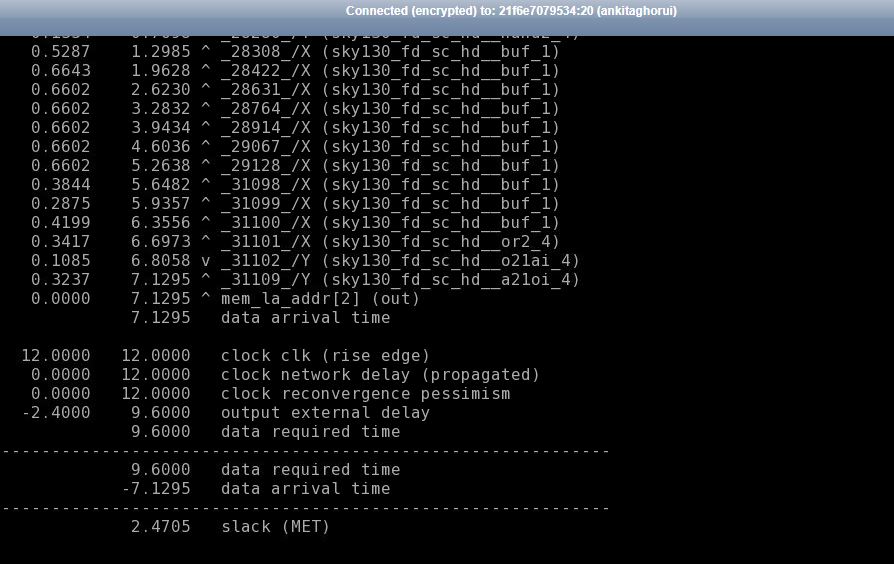 Connected (encrypted) to: 21f6e7079534:20 (ankitaghorui)
0.5287 1.2985 ^ _28308_/X (sky130_fd_sc_hd__buf_1)
0.6643 1.9628 ^ _28422_/X (sky130_fd_sc_hd__buf_1)
0.6602 2.6230 ^ _28631_/X (sky130_fd_sc_hd__buf_1)
0.6602 3.2832 ^ _28764_/X (sky130_fd_sc_hd__buf_1)
0.6602 3.9434 ^ _28914_/X (sky130_fd_sc_hd__buf_1)
0.6602 4.6036 ^ _29067_/X (sky130_fd_sc_hd__buf_1)
0.6602 5.2638 ^ _29128_/X (sky130_fd_sc_hd__buf_1)
0.3844 5.6482 ^ _31098_/X (sky130_fd_sc_hd__buf_1)
0.2875 5.9357 ^ _31099_/X (sky130_fd_sc_hd__buf_1)
0.4199 6.3556 ^ _31100_/X (sky130_fd_sc_hd__buf_1)
0.3417 6.6973 ^ _31101_/X (sky130_fd_sc_hd__or2_4)
0.1085 6.8058 v _31102_/Y (sky130_fd_sc_hd__o21ai_4)
0.3237 7.1295 ^ _31109_/Y (sky130_fd_sc_hd__a21oi_4)
0.0000 7.1295 ^ mem_la_addr[2] (out)
7.1295 data arrival time
12.0000 12.0000 clock clk (rise edge)
0.0000 12.0000 clock network delay (propagated)
0.0000 12.0000 clock reconvergence pessimism
-2.4000 9.6000 output external delay
9.6000 data required time
-------------------------------------------------------------
9.6000 data required time
-7.1295 data arrival time
-------------------------------------------------------------
2.4705 slack (MET)